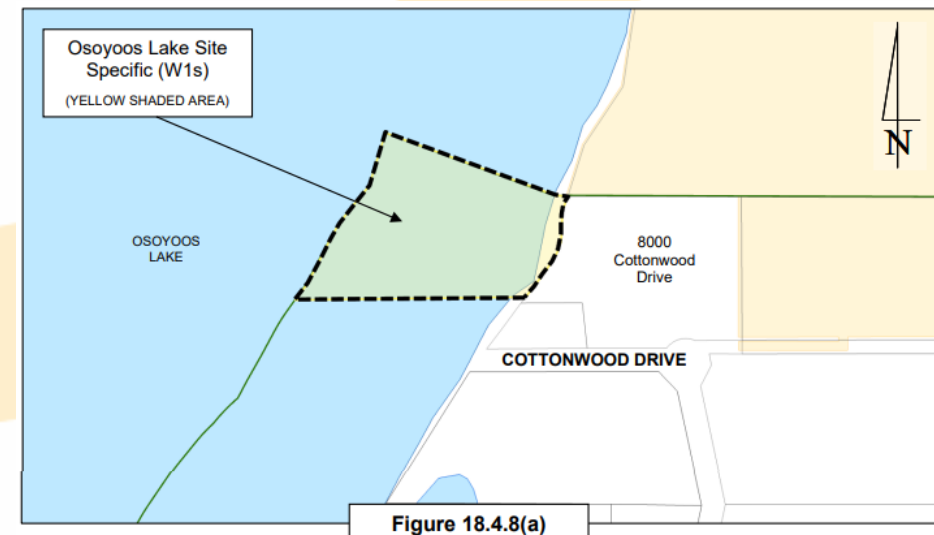 Osoyoos Lake Site
Specific (W1s)
(YELLOW SHADED AREA)
N
OSOYOOS
LAKE
8000
Cottonwood
Drive
COTTONWOOD DRIVE
Figure 18.4.8(a)